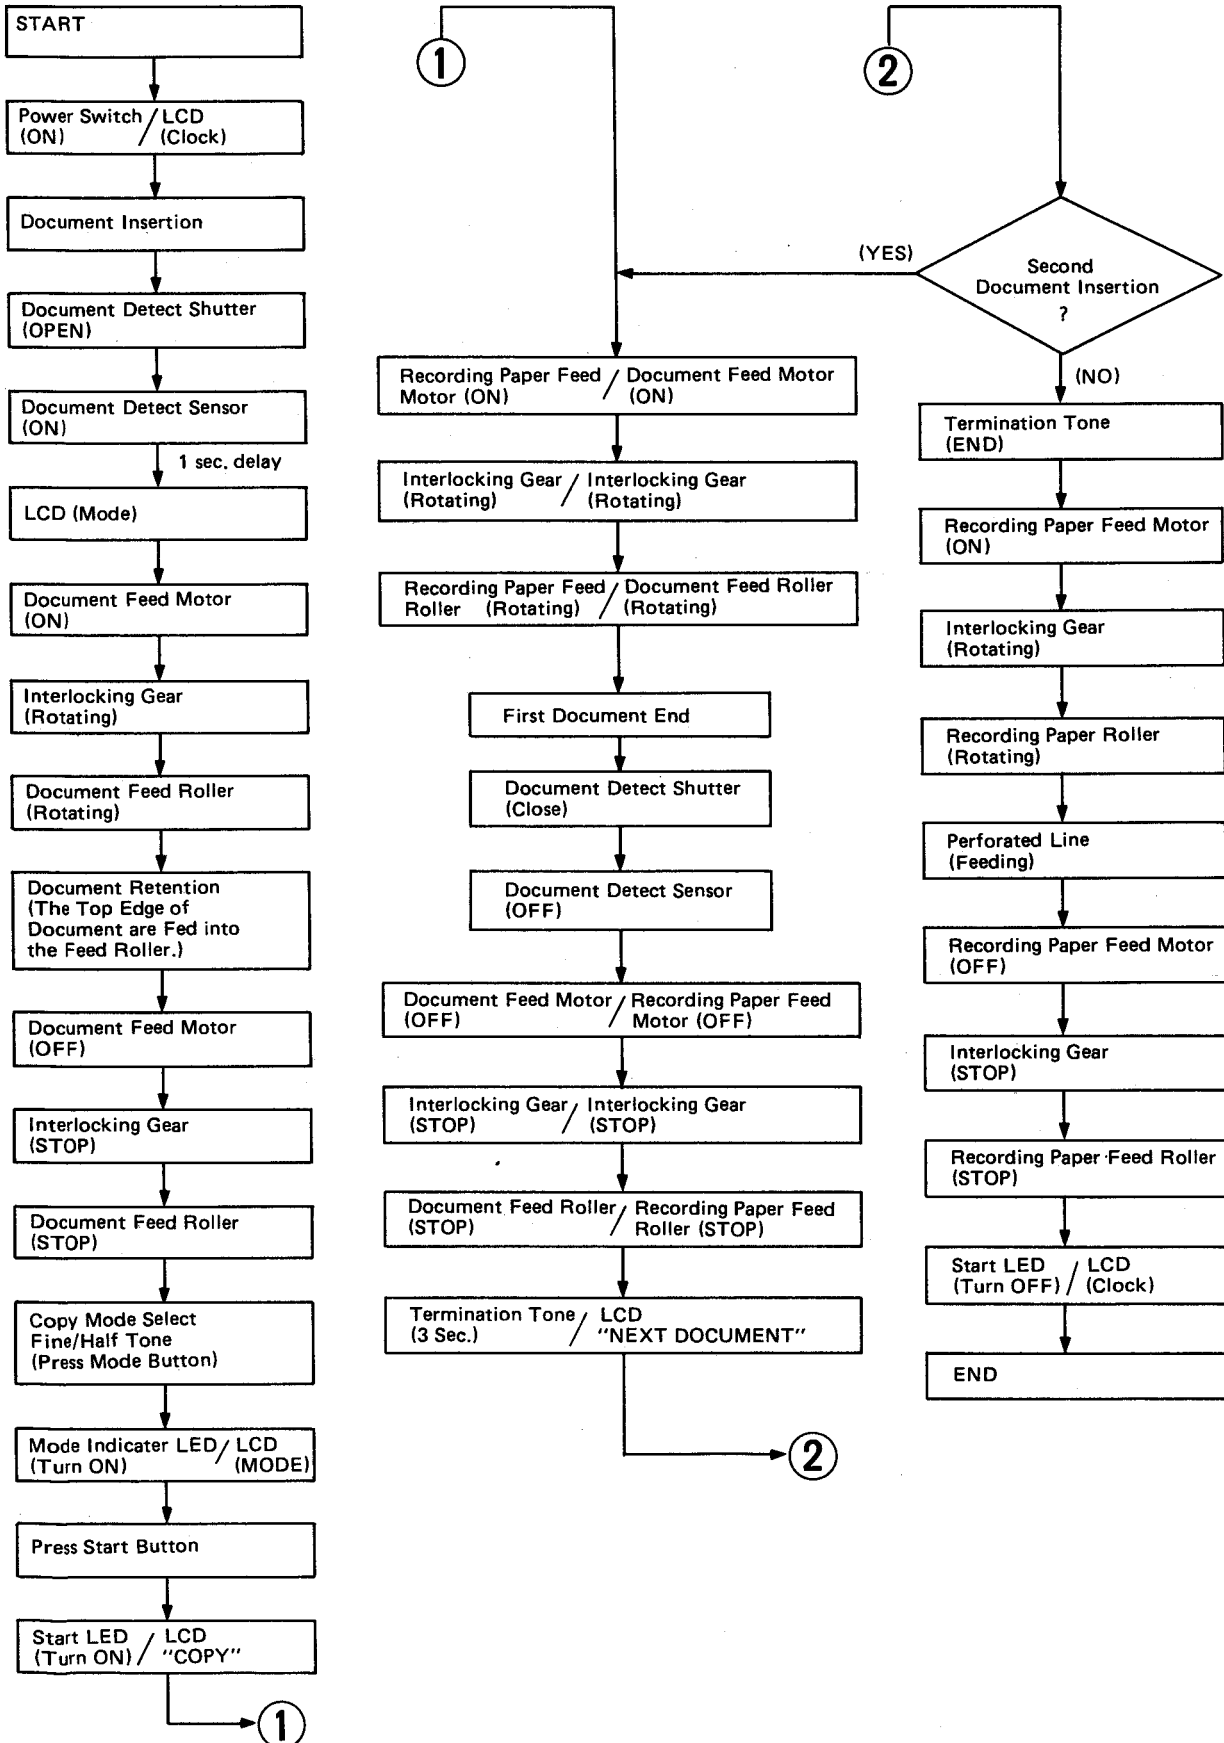 START
Power Switch / LCD
(ON) (Clock)
Document Insertion
Document Detect Shutter
(OPEN)
Document Detect Sensor
(ON)
1 sec. delay
LCD (Mode)
Document Feed Motor
(ON)
Interlocking Gear
(Rotating)
Document Feed Roller
(Rotating)
Document Retention
(The Top Edge of
Document are Fed into
the Feed Roller.)
Document Feed Motor
(OFF)
Interlocking Gear
(STOP)
Document Feed Roller
(STOP)
Copy Mode Select
Fine/Half Tone
(Press Mode Button)
Mode Indicater LED / LCD
(Turn ON) (MODE)
Press Start Button
Start LED / LCD
(Turn ON) "COPY"
1
1
Recording Paper Feed / Document Feed Motor
Motor (ON) (ON)
Interlocking Gear / Interlocking Gear
(Rotating) (Rotating)
Recording Paper Feed / Document Feed Roller
Roller (Rotating) (Rotating)
First Document End
Document Detect Shutter
(Close)
Document Detect Sensor
(OFF)
Document Feed Motor / Recording Paper Feed
(OFF) Motor (OFF)
Interlocking Gear / Interlocking Gear
(STOP) (STOP)
Document Feed Roller / Recording Paper Feed
(STOP) Roller (STOP)
Termination Tone / LCD
(3 Sec.) "NEXT DOCUMENT"
2
2
(YES)
Second
Document Insertion
?
(NO)
Termination Tone
(END)
Recording Paper Feed Motor
(ON)
Interlocking Gear
(Rotating)
Recording Paper Roller
(Rotating)
Perforated Line
(Feeding)
Recording Paper Feed Motor
(OFF)
Interlocking Gear
(STOP)
Recording Paper Feed Roller
(STOP)
Start LED / LCD
(Turn OFF) (Clock)
END